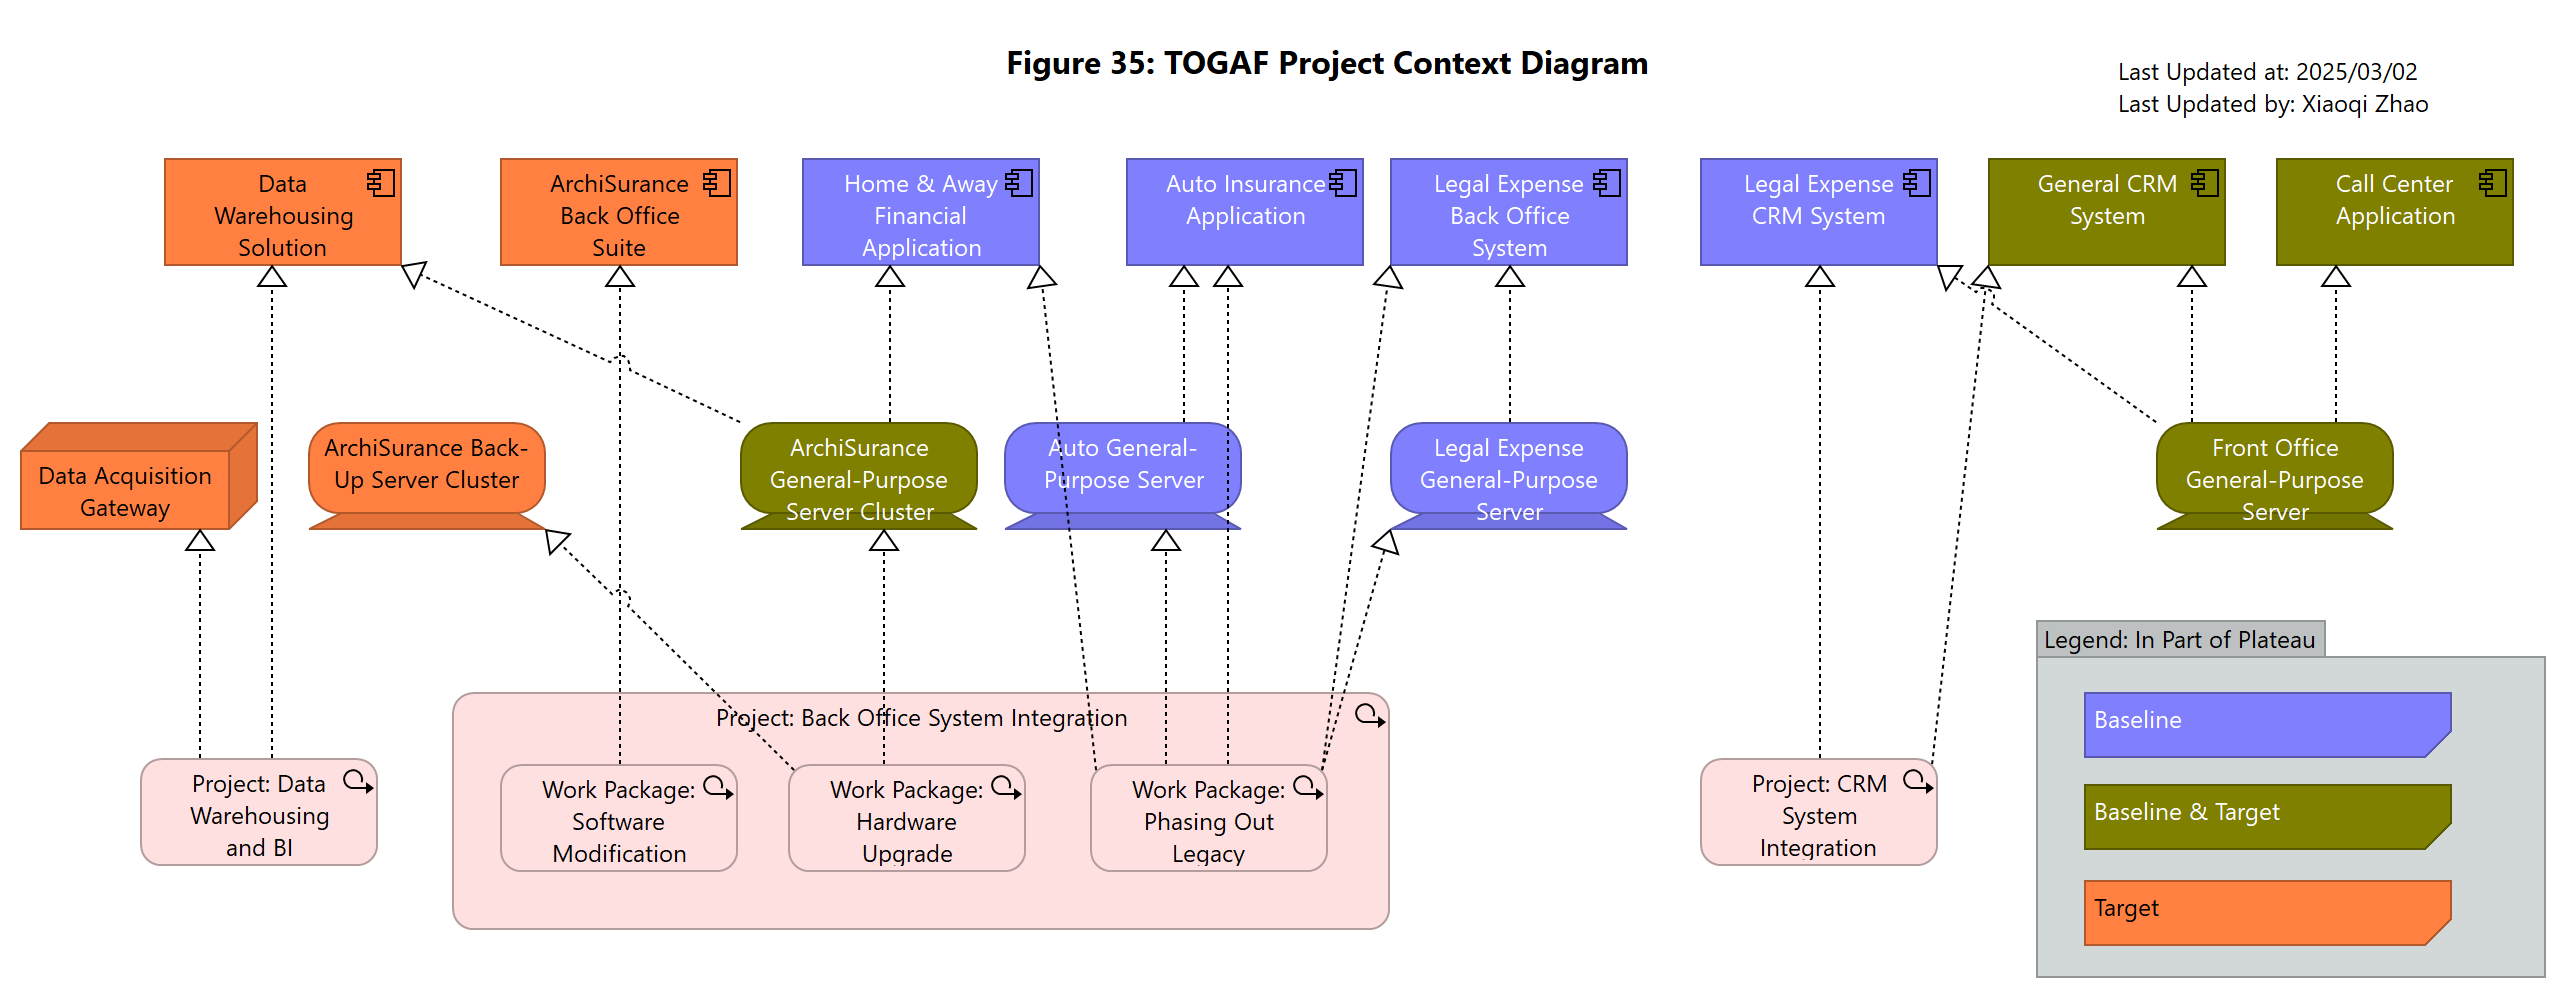 Figure 35: TOGAF Project Context Diagram
Last Updated at: 2025/03/02
Last Updated by: Xiaoqi Zhao
Data
Warehousing
Solution
ArchiSurance
Back Office
Suite
Home & Away
Financial
Application
Auto Insurance
Application
Legal Expense
Back Office
System
Legal Expense
CRM System
General CRM
System
Call Center
Application
Data Acquisition
Gateway
ArchiSurance Back-
Up Server Cluster
ArchiSurance
General-Purpose
Server Cluster
Auto General-
Purpose Server
Legal Expense
General-Purpose
Server
Front Office
General-Purpose
Server
Project: Data
Warehousing
and BI
Project: Back Office System Integration
Work Package:
Software
Modification
Work Package:
Hardware
Upgrade
Work Package:
Phasing Out
Legacy
Project: CRM
System
Integration
Legend: In Part of Plateau
Baseline
Baseline & Target
Target